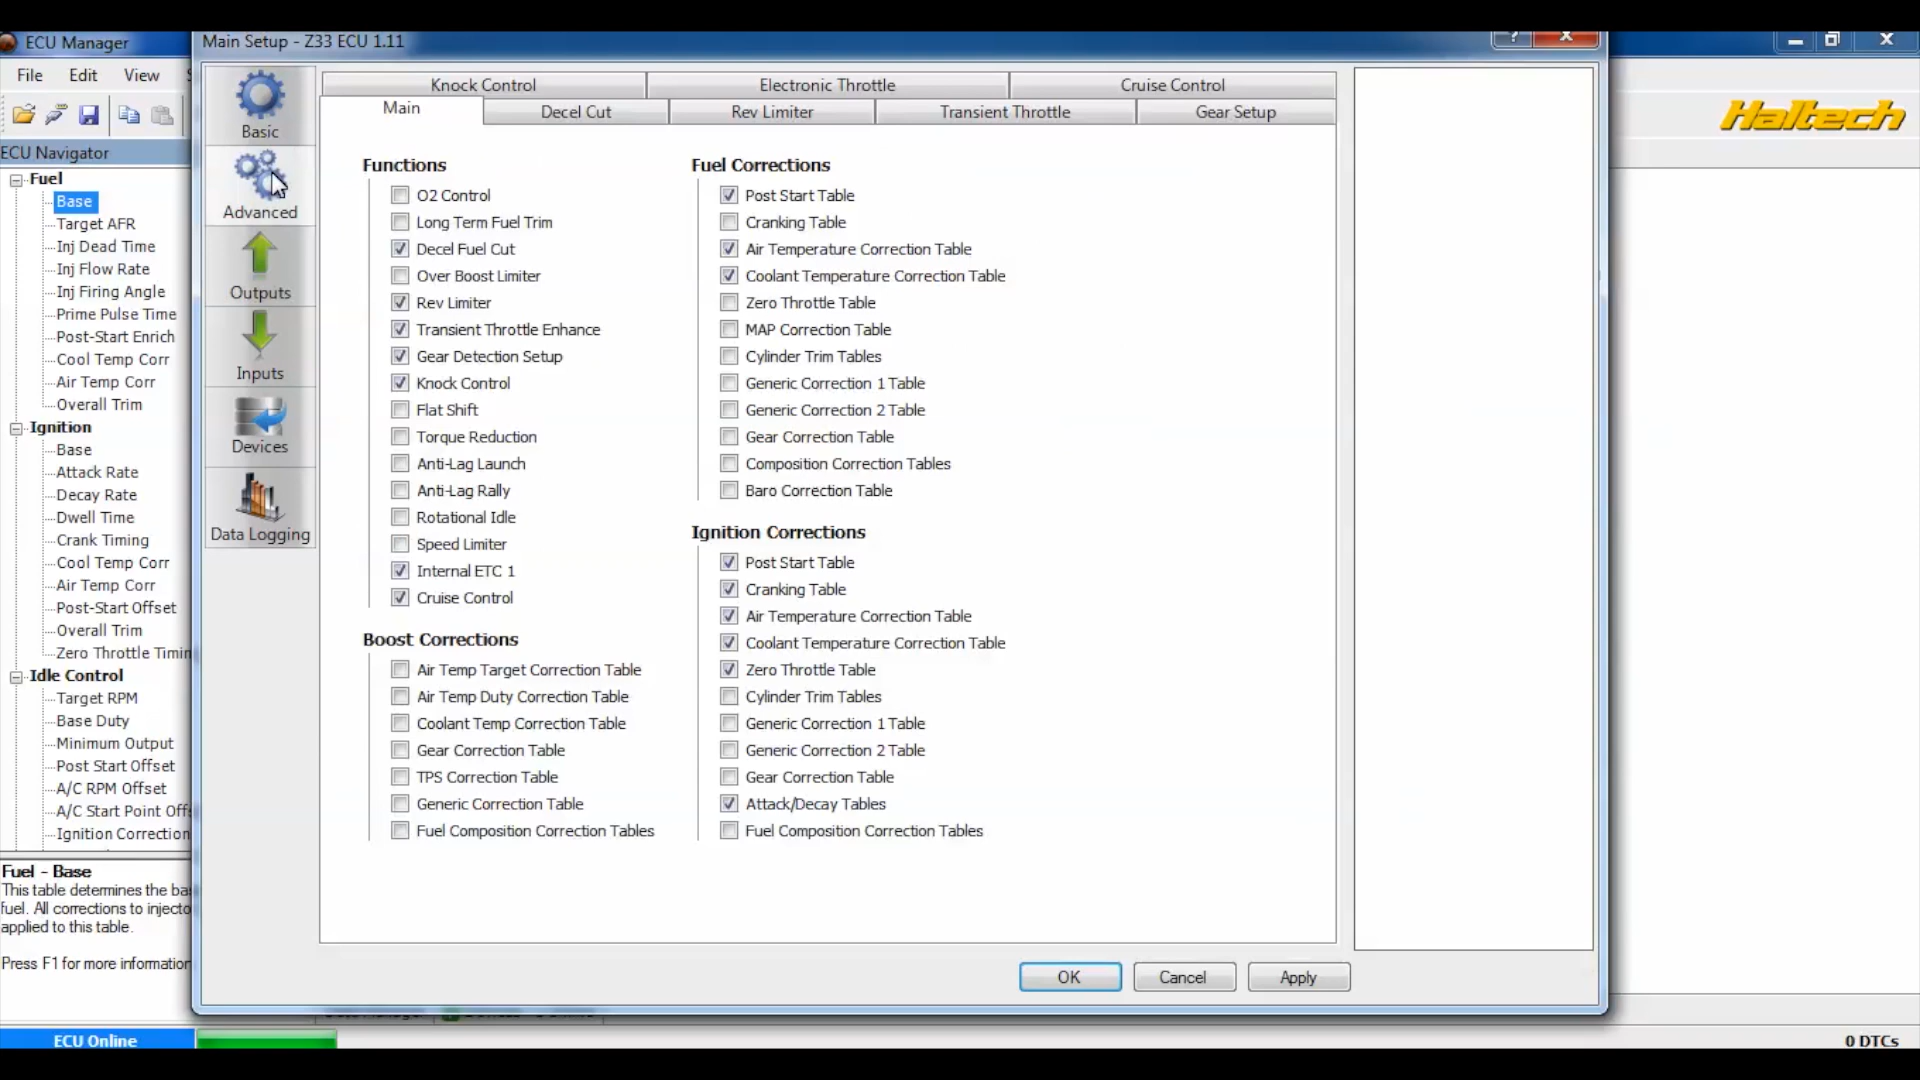 ECU Manager
Main Setup - Z33 ECU 1.11
File Edit View
Haltech
ECU Navigator
Fuel
Base
Target AFR
Inj Dead Time
Inj Flow Rate
Inj Firing Angle
Prime Pulse Time
Post-Start Enrich
Cool Temp Corr
Air Temp Corr
Overall Trim
Ignition
Base
Attack Rate
Decay Rate
Dwell Time
Crank Timing
Cool Temp Corr
Air Temp Corr
Post-Start Offset
Overall Trim
Zero Throttle Timin
Idle Control
Target RPM
Base Duty
Minimum Output
Post Start Offset
A/C RPM Offset
A/C Start Point Off
Ignition Correction
Fuel - Base
This table determines the ba
fuel. All corrections to injecto
applied to this table.
Press F1 for more information
ECU Online
Basic
Advanced
Outputs
Inputs
Devices
Data Logging
Knock Control Electronic Throttle Cruise Control
Main Decel Cut Rev Limiter Transient Throttle Gear Setup
Functions
O2 Control
Long Term Fuel Trim
Decel Fuel Cut
Over Boost Limiter
Rev Limiter
Transient Throttle Enhance
Gear Detection Setup
Knock Control
Flat Shift
Torque Reduction
Anti-Lag Launch
Anti-Lag Rally
Rotational Idle
Speed Limiter
Internal ETC 1
Cruise Control
Boost Corrections
Air Temp Target Correction Table
Air Temp Duty Correction Table
Coolant Temp Correction Table
Gear Correction Table
TPS Correction Table
Generic Correction Table
Fuel Composition Correction Tables
Fuel Corrections
Post Start Table
Cranking Table
Air Temperature Correction Table
Coolant Temperature Correction Table
Zero Throttle Table
MAP Correction Table
Cylinder Trim Tables
Generic Correction 1 Table
Generic Correction 2 Table
Gear Correction Table
Composition Correction Tables
Baro Correction Table
Ignition Corrections
Post Start Table
Cranking Table
Air Temperature Correction Table
Coolant Temperature Correction Table
Zero Throttle Table
Cylinder Trim Tables
Generic Correction 1 Table
Generic Correction 2 Table
Gear Correction Table
Attack/Decay Tables
Fuel Composition Correction Tables
OK Cancel Apply
0 DTCs